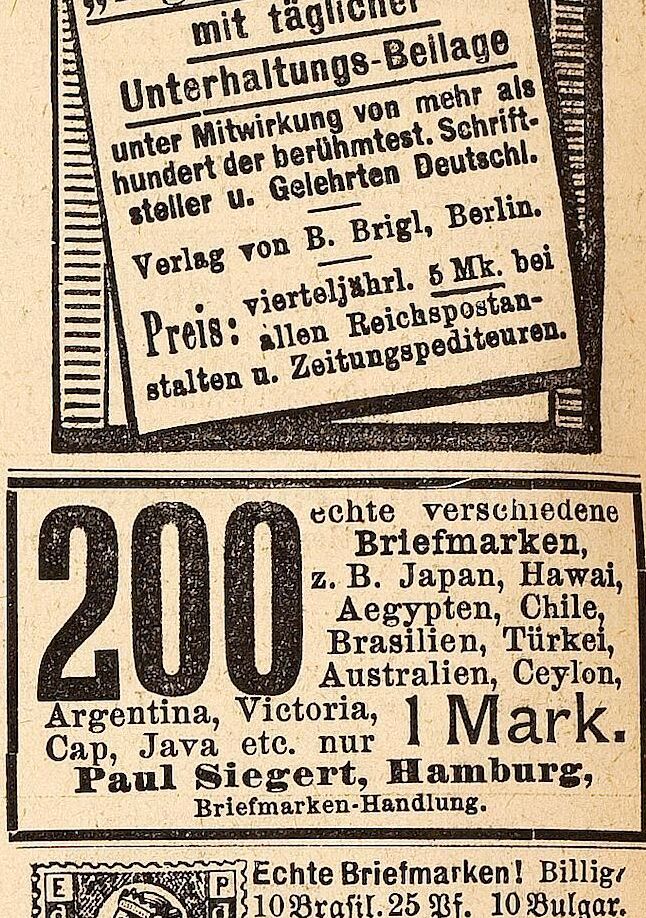 mit täglicher
Unterhaltungs-Beilage
unter Mitwirkung von mehr als
hundert der berühmtest. Schrift-
steller u. Gelehrten Deutschl.
Verlag von B. Brigl, Berlin.
Preis: vierteljährl. 5 Mk. bei
allen Reichspostan-
stalten u. Zeitungspediteuren.
200 echte verschiedene
Briefmarken,
z. B. Japan, Hawai,
Aegypten, Chile,
Brasilien, Türkei,
Australien, Ceylon,
Argentina, Victoria,
Cap, Java etc. nur 1 Mark.
Paul Siegert, Hamburg,
Briefmarken-Handlung.
E P Echte Briefmarken! Billig
10 Brasil. 25 Pf. 10 Bulgar.